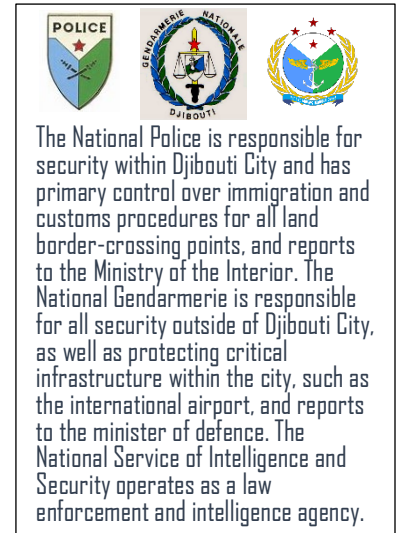 POLICE
GENDARMERIE NATIONALE
DJIBOUTI
The National Police is responsible for
security within Djibouti City and has
primary control over immigration and
customs procedures for all land
border-crossing points, and reports
to the Ministry of the Interior. The
National Gendarmerie is responsible
for all security outside of Djibouti City,
as well as protecting critical
infrastructure within the city, such as
the international airport, and reports
to the minister of defence. The
National Service of Intelligence and
Security operates as a law
enforcement and intelligence agency.